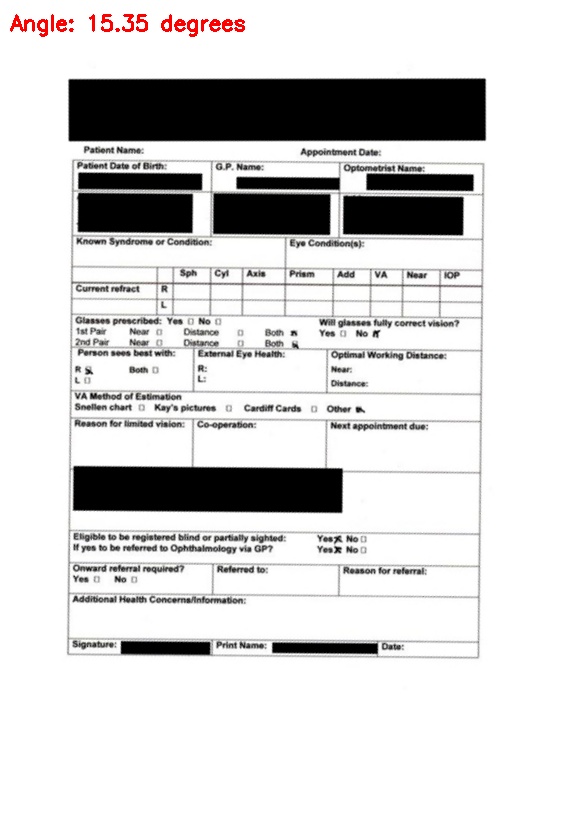 Angle: 15.35 degrees
Patient Name: Appointment Date:
Patient Date of Birth: G.P. Name: Optometrist Name:
Known Syndrome or Condition: Eye Condition(s):
Sph Cyl Axis Prism Add VA Near IOP
Current refract R
L
Glasses prescribed: Yes ☐ No ☐ Will glasses fully correct vision?
1st Pair Near ☐ Distance ☐ Both ☒ Yes ☐ No ☒
2nd Pair Near ☐ Distance ☐ Both ☒
Person sees best with: External Eye Health: Optimal Working Distance:
R ☒ Both ☐ R: Near:
L ☐ L: Distance:
VA Method of Estimation
Snellen chart ☐ Kay's pictures ☐ Cardiff Cards ☐ Other ☒
Reason for limited vision: Co-operation: Next appointment due:
Eligible to be registered blind or partially sighted: Yes ☒ No ☐
If yes to be referred to Ophthalmology via GP? Yes ☒ No ☐
Onward referral required? Referred to: Reason for referral:
Yes ☐ No ☐
Additional Health Concerns/Information:
Signature: Print Name: Date: